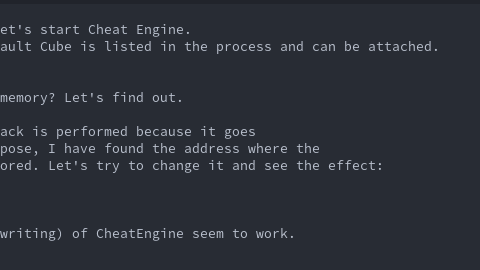 et's start Cheat Engine.
ault Cube is listed in the process and can be attached.
memory? Let's find out.
ack is performed because it goes
pose, I have found the address where the
ored. Let's try to change it and see the effect:
writing) of CheatEngine seem to work.